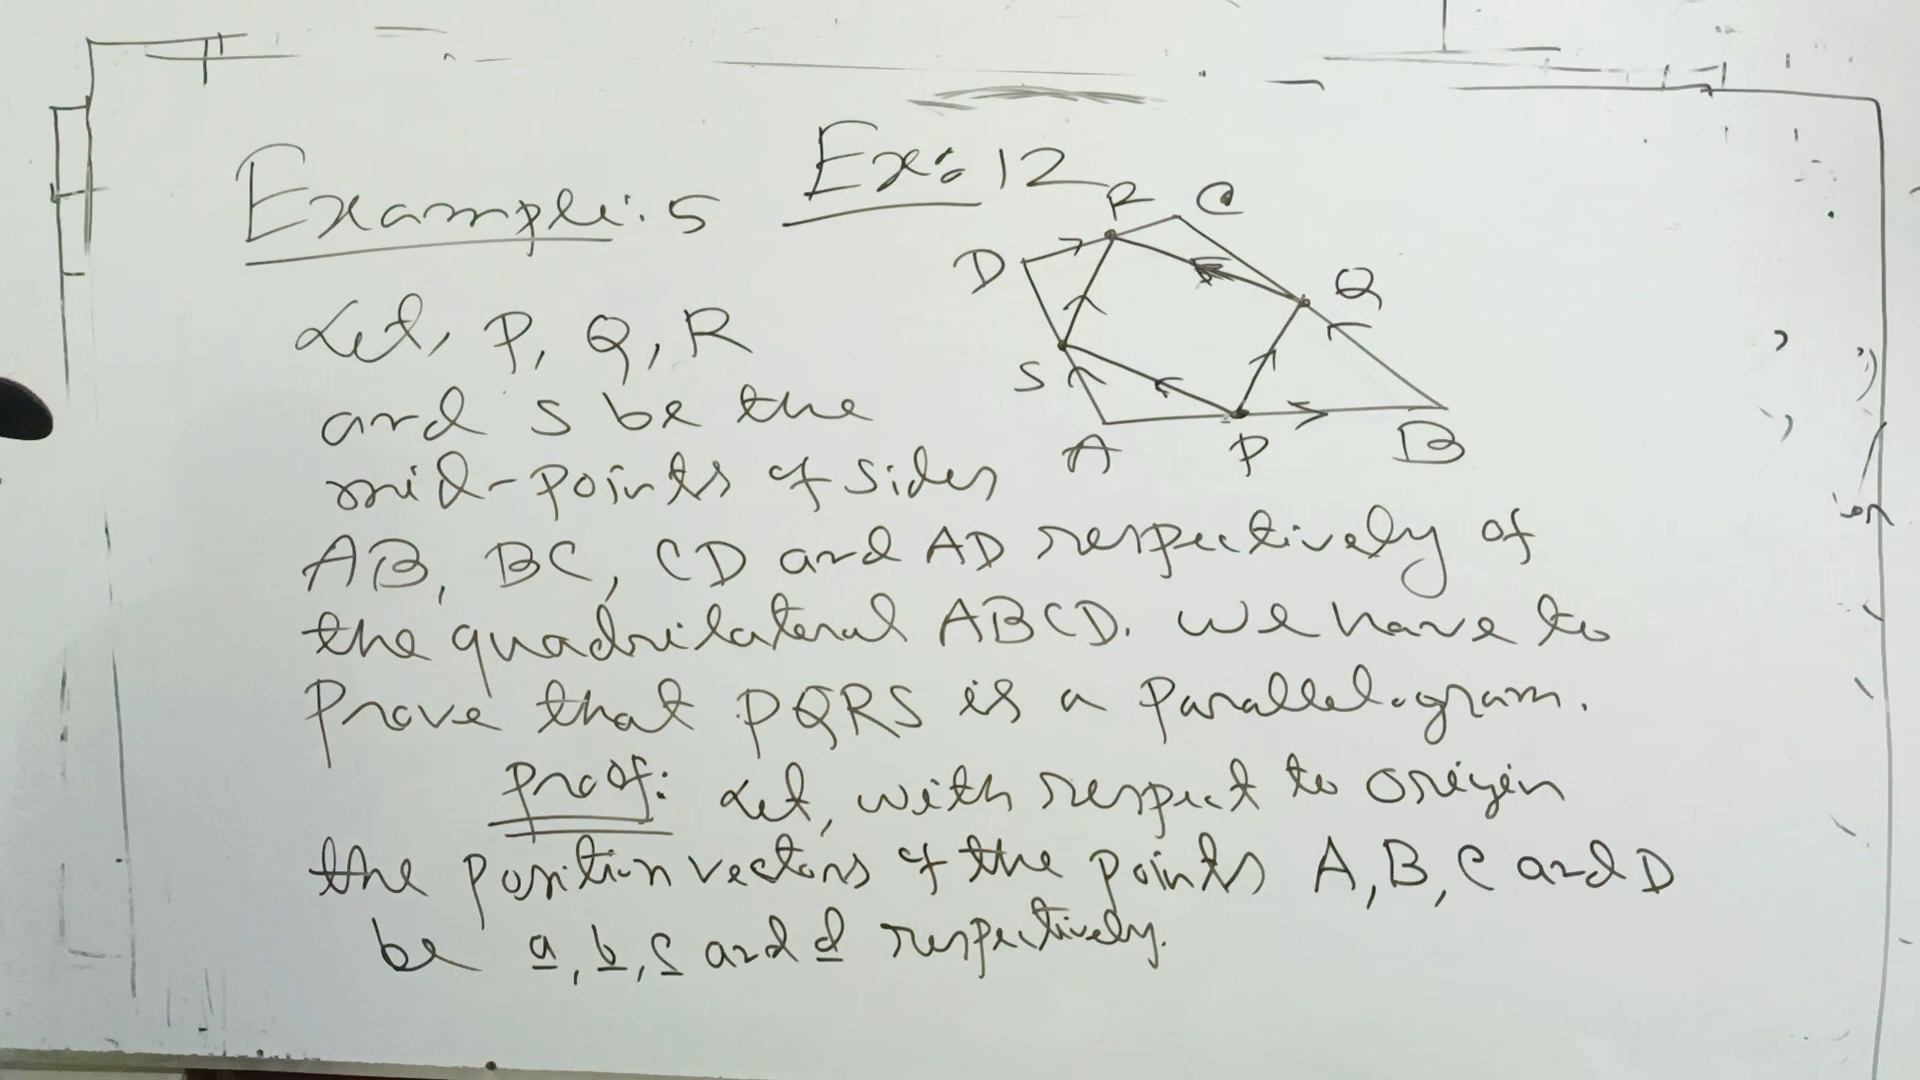 Example: 5
Ex: 12
R C
D
Q
S
A P B
Let, P, Q, R
and S be the
mid-points of sides
AB, BC, CD and AD respectively of
the quadrilateral ABCD. We have to
Prove that PQRS is a Parallelogram.
Proof: Let, with respect to origin
the position vectors of the points A, B, C and D
be a, b, c and d respectively.